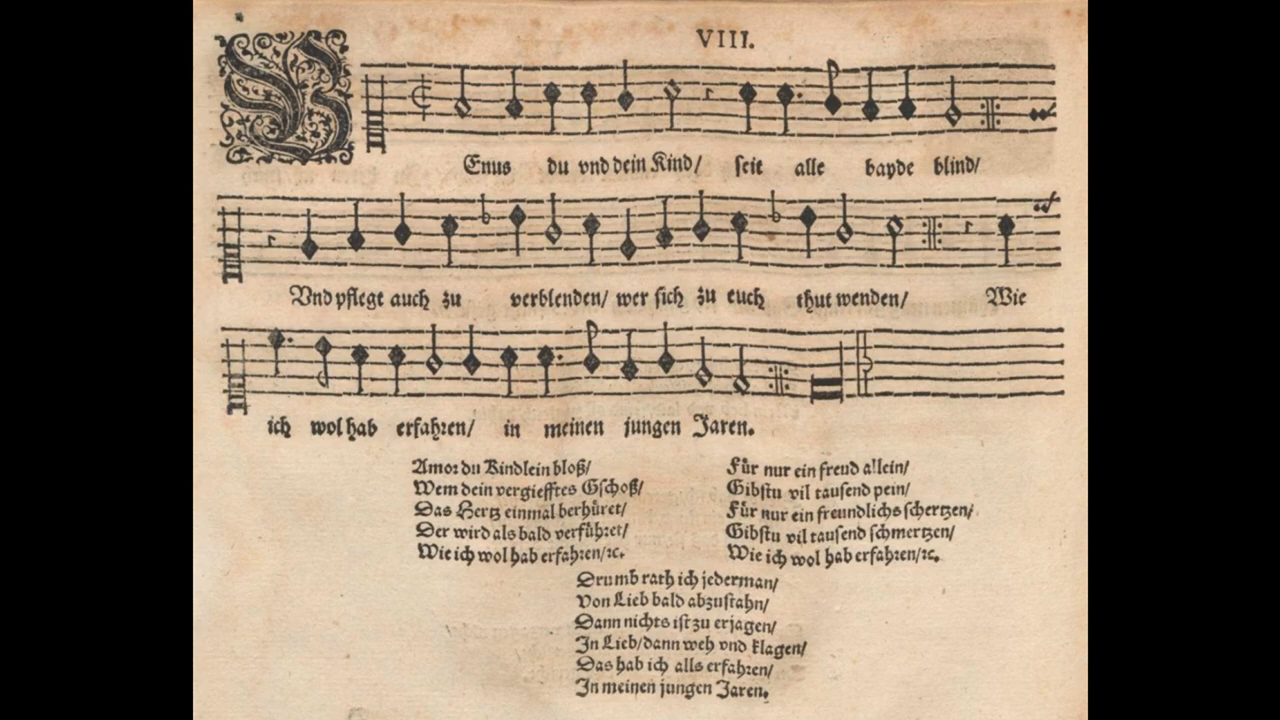 VIII.
VEnus du vnd dein Kind/ seit alle bayde blind/
Vnd pflegt auch zu verblenden/ wer sich zu euch thut wenden/ Wie
ich wol hab erfahren/ in meinen jungen Jaren.
Amor du Kindlein bloß/
Wem dein vergiefftes Gschoß/
Das Hertz einmal berhüret/
Der wird als bald verführet/
Wie ich wol hab erfahren/ꝛc.
Für nur ein freud allein/
Gibstu vil tausend pein/
Für nur ein freundlichs schertzen/
Gibstu vil tausend schmertzen/
Wie ich wol hab erfahren/ꝛc.
Drumb rath ich jederman/
Von Lieb bald abzustahn/
Dann nichts ist zu erjagen/
In Lieb/dann weh vnd klagen/
Das hab ich alls erfahren/
In meinen jungen Jaren.